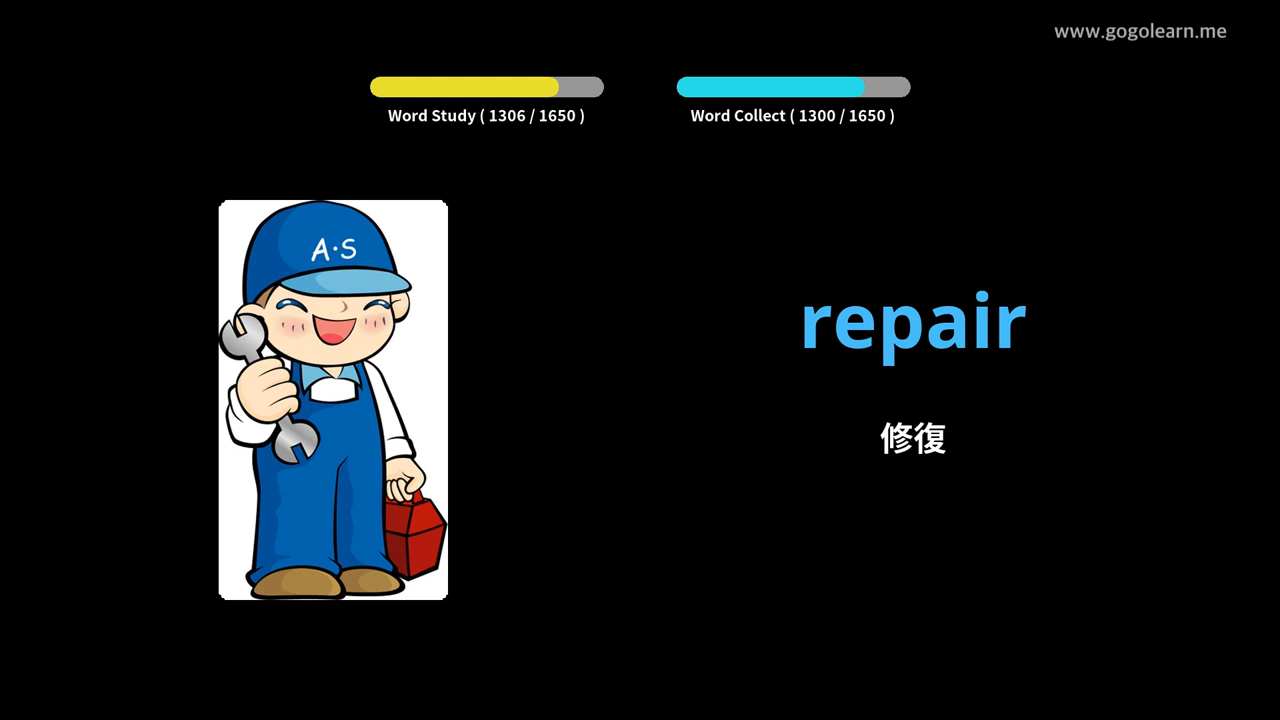 www.gogolearn.me
Word Study ( 1306 / 1650 )
Word Collect ( 1300 / 1650 )
A·S
repair
修復